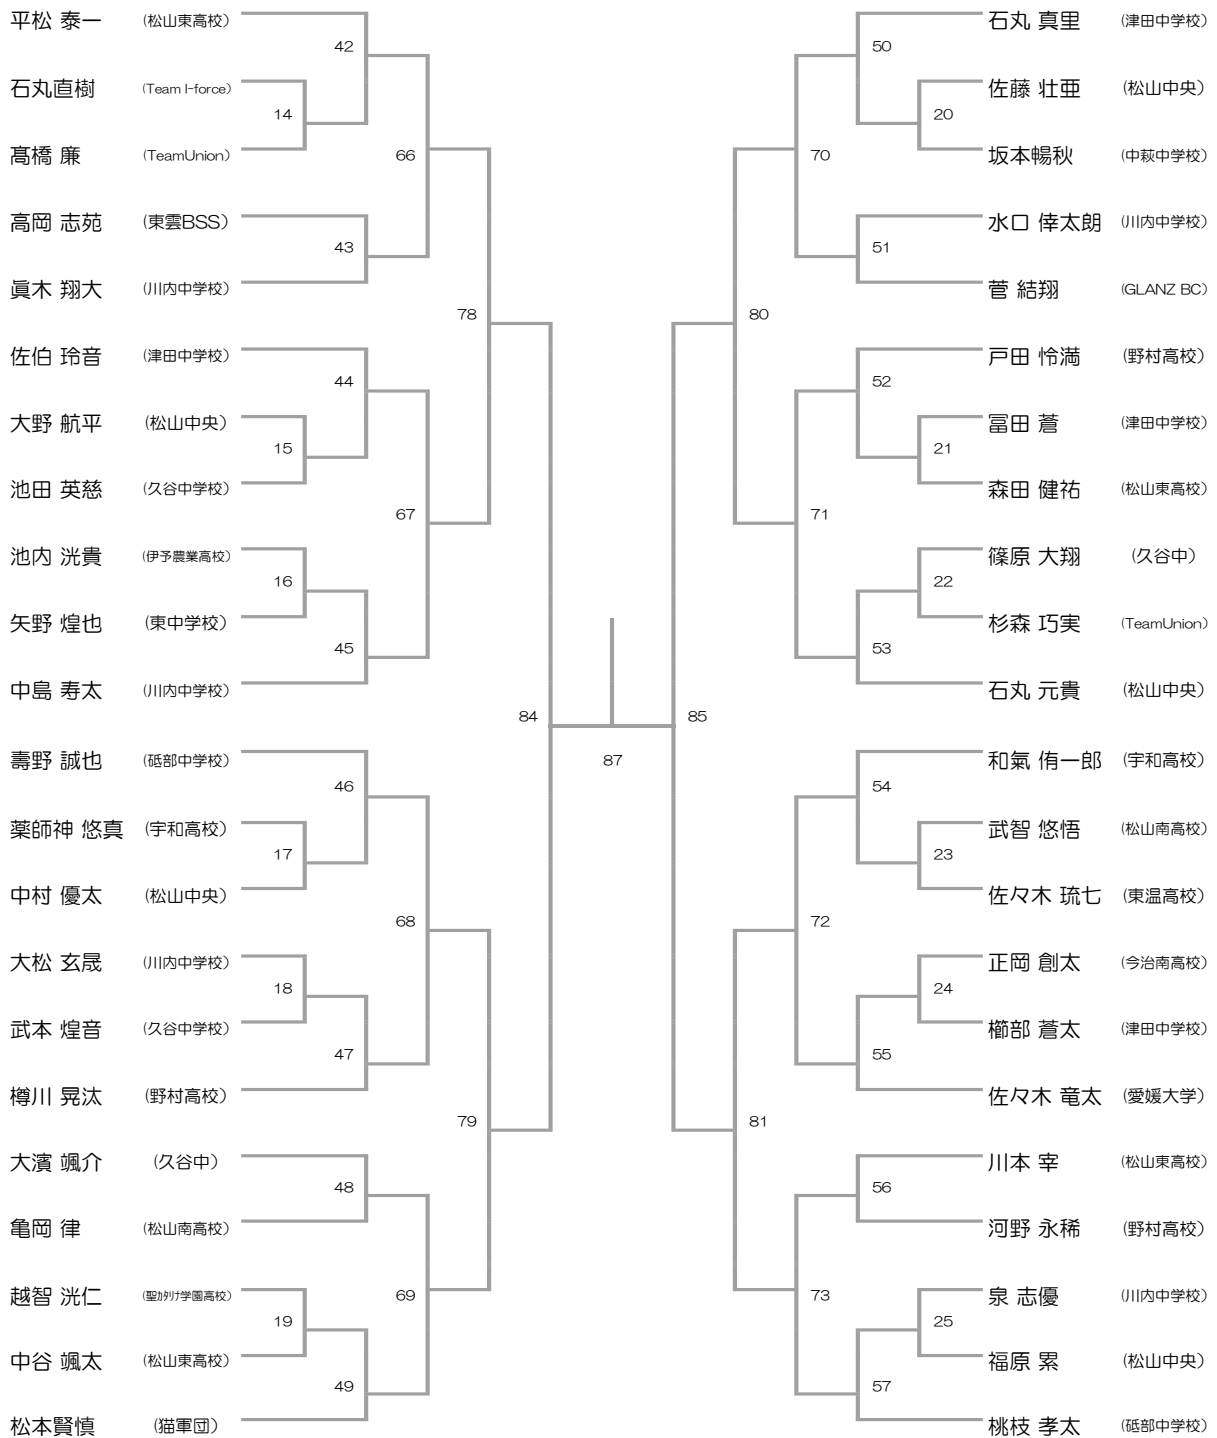 平松 泰一 (松山東高校)
42
石丸直樹 (Team I-force)
14
髙橋 廉 (TeamUnion)
66
高岡 志苑 (東雲BSS)
43
眞木 翔大 (川内中学校)
78
佐伯 玲音 (津田中学校)
44
大野 航平 (松山中央)
15
池田 英慈 (久谷中学校)
67
池内 洸貴 (伊予農業高校)
16
矢野 煌也 (東中学校)
45
中島 寿太 (川内中学校)
84
壽野 誠也 (砥部中学校)
46
薬師神 悠真 (宇和高校)
17
中村 優太 (松山中央)
68
大松 玄晟 (川内中学校)
18
武本 煌音 (久谷中学校)
47
樽川 晃汰 (野村高校)
79
大濱 颯介 (久谷中)
48
亀岡 律 (松山南高校)
越智 洸仁 (聖ｶﾀﾘﾅ学園高校)
69
19
中谷 颯太 (松山東高校)
49
松本賢慎 (猫軍団)
87
石丸 真里 (津田中学校)
50
佐藤 壮亜 (松山中央)
20
坂本暢秋 (中萩中学校)
70
水口 倖太朗 (川内中学校)
51
菅 結翔 (GLANZ BC)
80
戸田 怜満 (野村高校)
52
冨田 蒼 (津田中学校)
21
森田 健祐 (松山東高校)
71
篠原 大翔 (久谷中)
22
杉森 巧実 (TeamUnion)
53
石丸 元貴 (松山中央)
85
和氣 侑一郎 (宇和高校)
54
武智 悠悟 (松山南高校)
23
佐々木 琉七 (東温高校)
72
正岡 創太 (今治南高校)
24
櫛部 蒼太 (津田中学校)
55
佐々木 竜太 (愛媛大学)
81
川本 宰 (松山東高校)
56
河野 永稀 (野村高校)
73
泉 志優 (川内中学校)
25
福原 累 (松山中央)
57
桃枝 孝太 (砥部中学校)